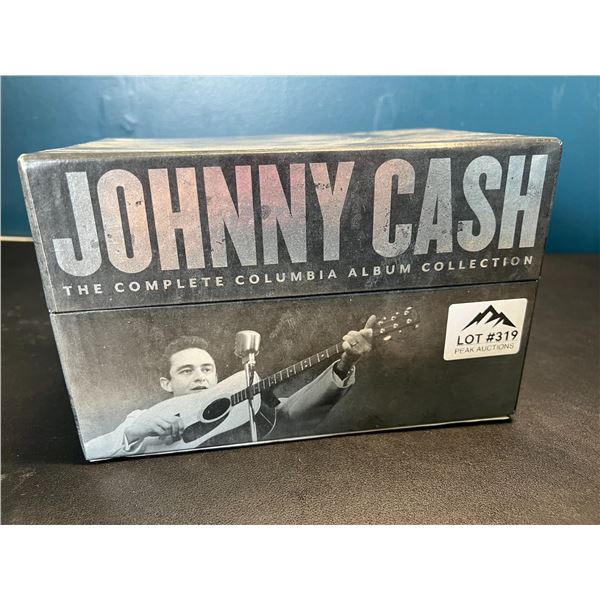 JOHNNY CASH
THE COMPLETE COLUMBIA ALBUM COLLECTION
LOT #319
PEAK AUCTIONS